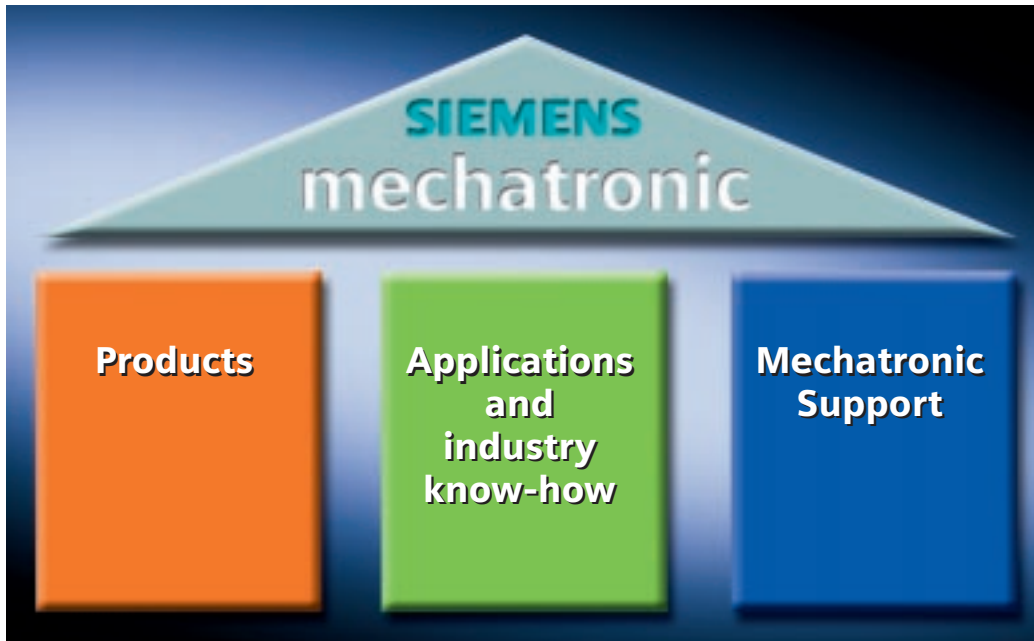 SIEMENS
mechatronic
Products
Applications
and
industry
know-how
Mechatronic
Support